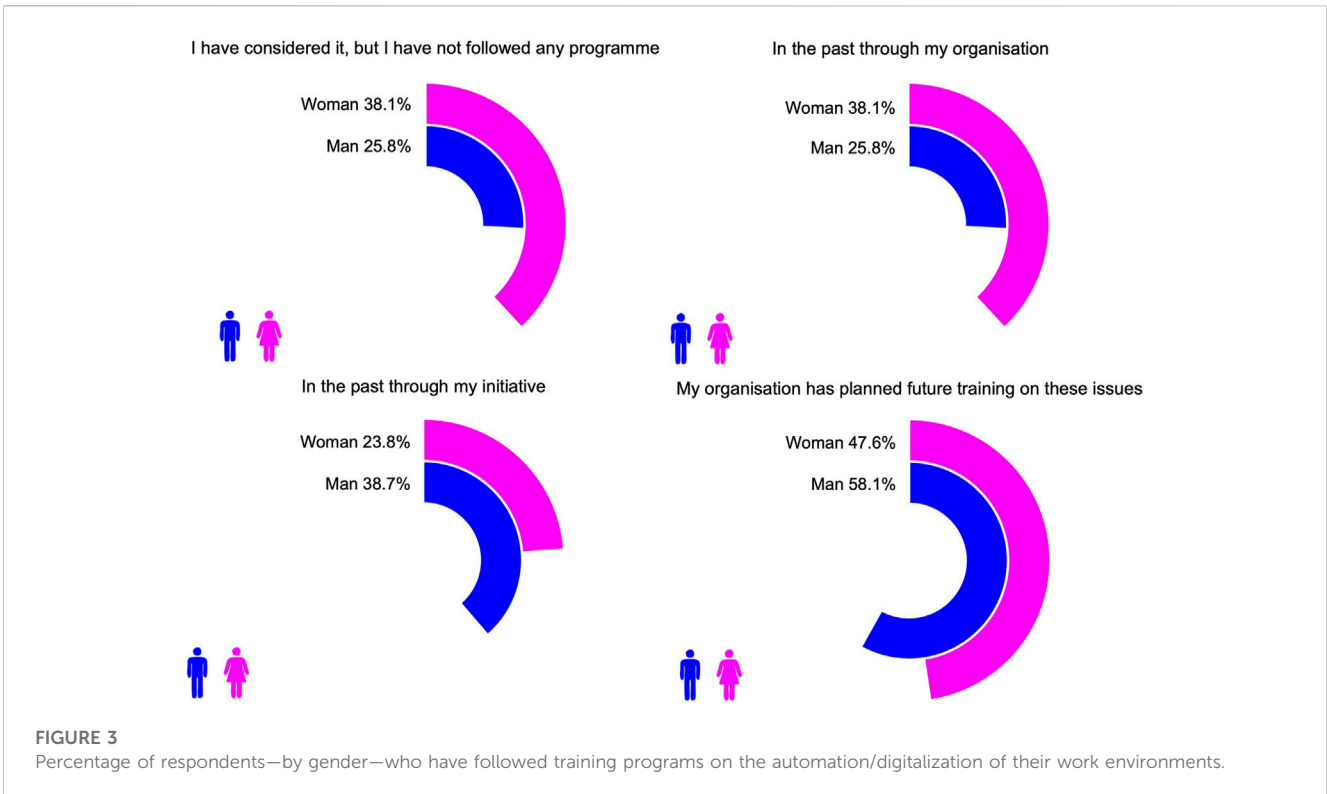 I have considered it, but I have not followed any programme
Woman 38.1%
Man 25.8%
In the past through my organisation
Woman 38.1%
Man 25.8%
In the past through my initiative
Woman 23.8%
Man 38.7%
My organisation has planned future training on these issues
Woman 47.6%
Man 58.1%
FIGURE 3
Percentage of respondents—by gender—who have followed training programs on the automation/digitalization of their work environments.